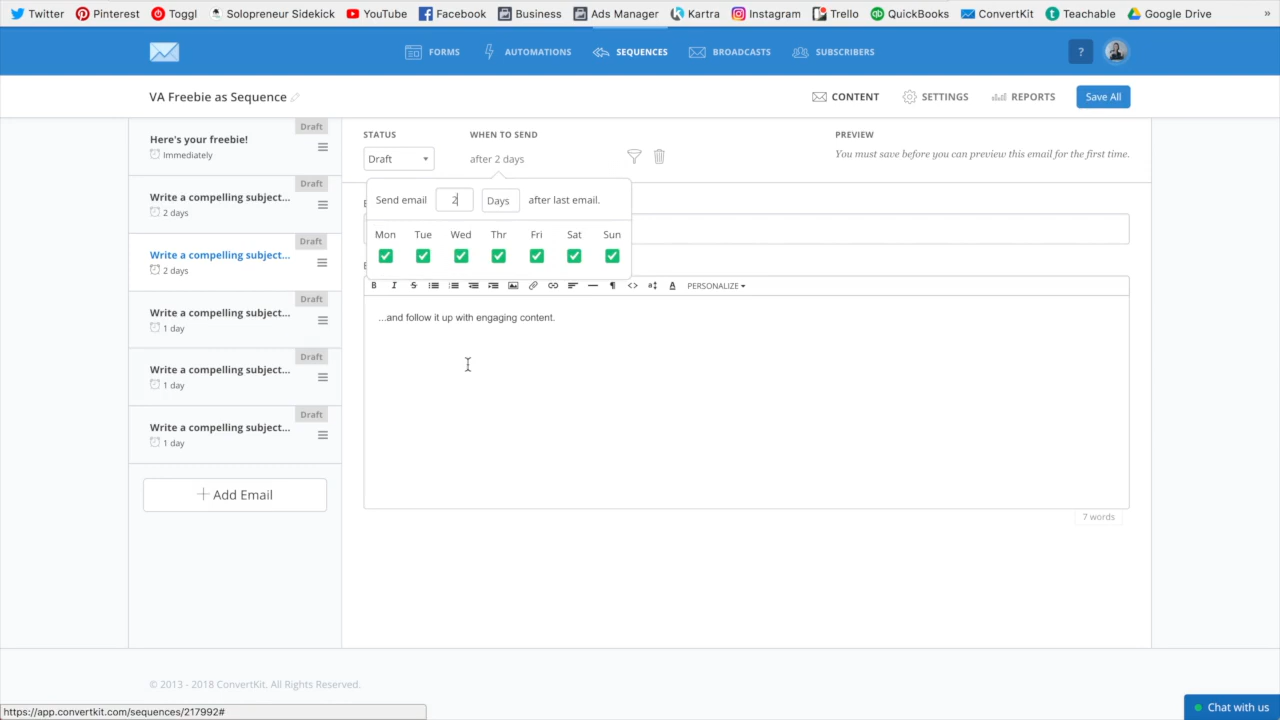 Twitter Pinterest Toggl Solopreneur Sidekick YouTube Facebook Business Ads Manager Kartra Instagram Trello QuickBooks ConvertKit Teachable Google Drive »
FORMS AUTOMATIONS SEQUENCES BROADCASTS SUBSCRIBERS ?
VA Freebie as Sequence CONTENT SETTINGS REPORTS Save All
Draft
Here's your freebie!
Immediately
Draft
Write a compelling subject...
2 days
Draft
Write a compelling subject...
2 days
Draft
Write a compelling subject...
1 day
Draft
Write a compelling subject...
1 day
Draft
Write a compelling subject...
1 day
+ Add Email
STATUS WHEN TO SEND PREVIEW
Draft after 2 days You must save before you can preview this email for the first time.
Send email 2 Days after last email.
Mon Tue Wed Thr Fri Sat Sun
B I S PERSONALIZE
...and follow it up with engaging content.
7 words
© 2013 - 2018 ConvertKit. All Rights Reserved.
https://app.convertkit.com/sequences/217992#
Chat with us